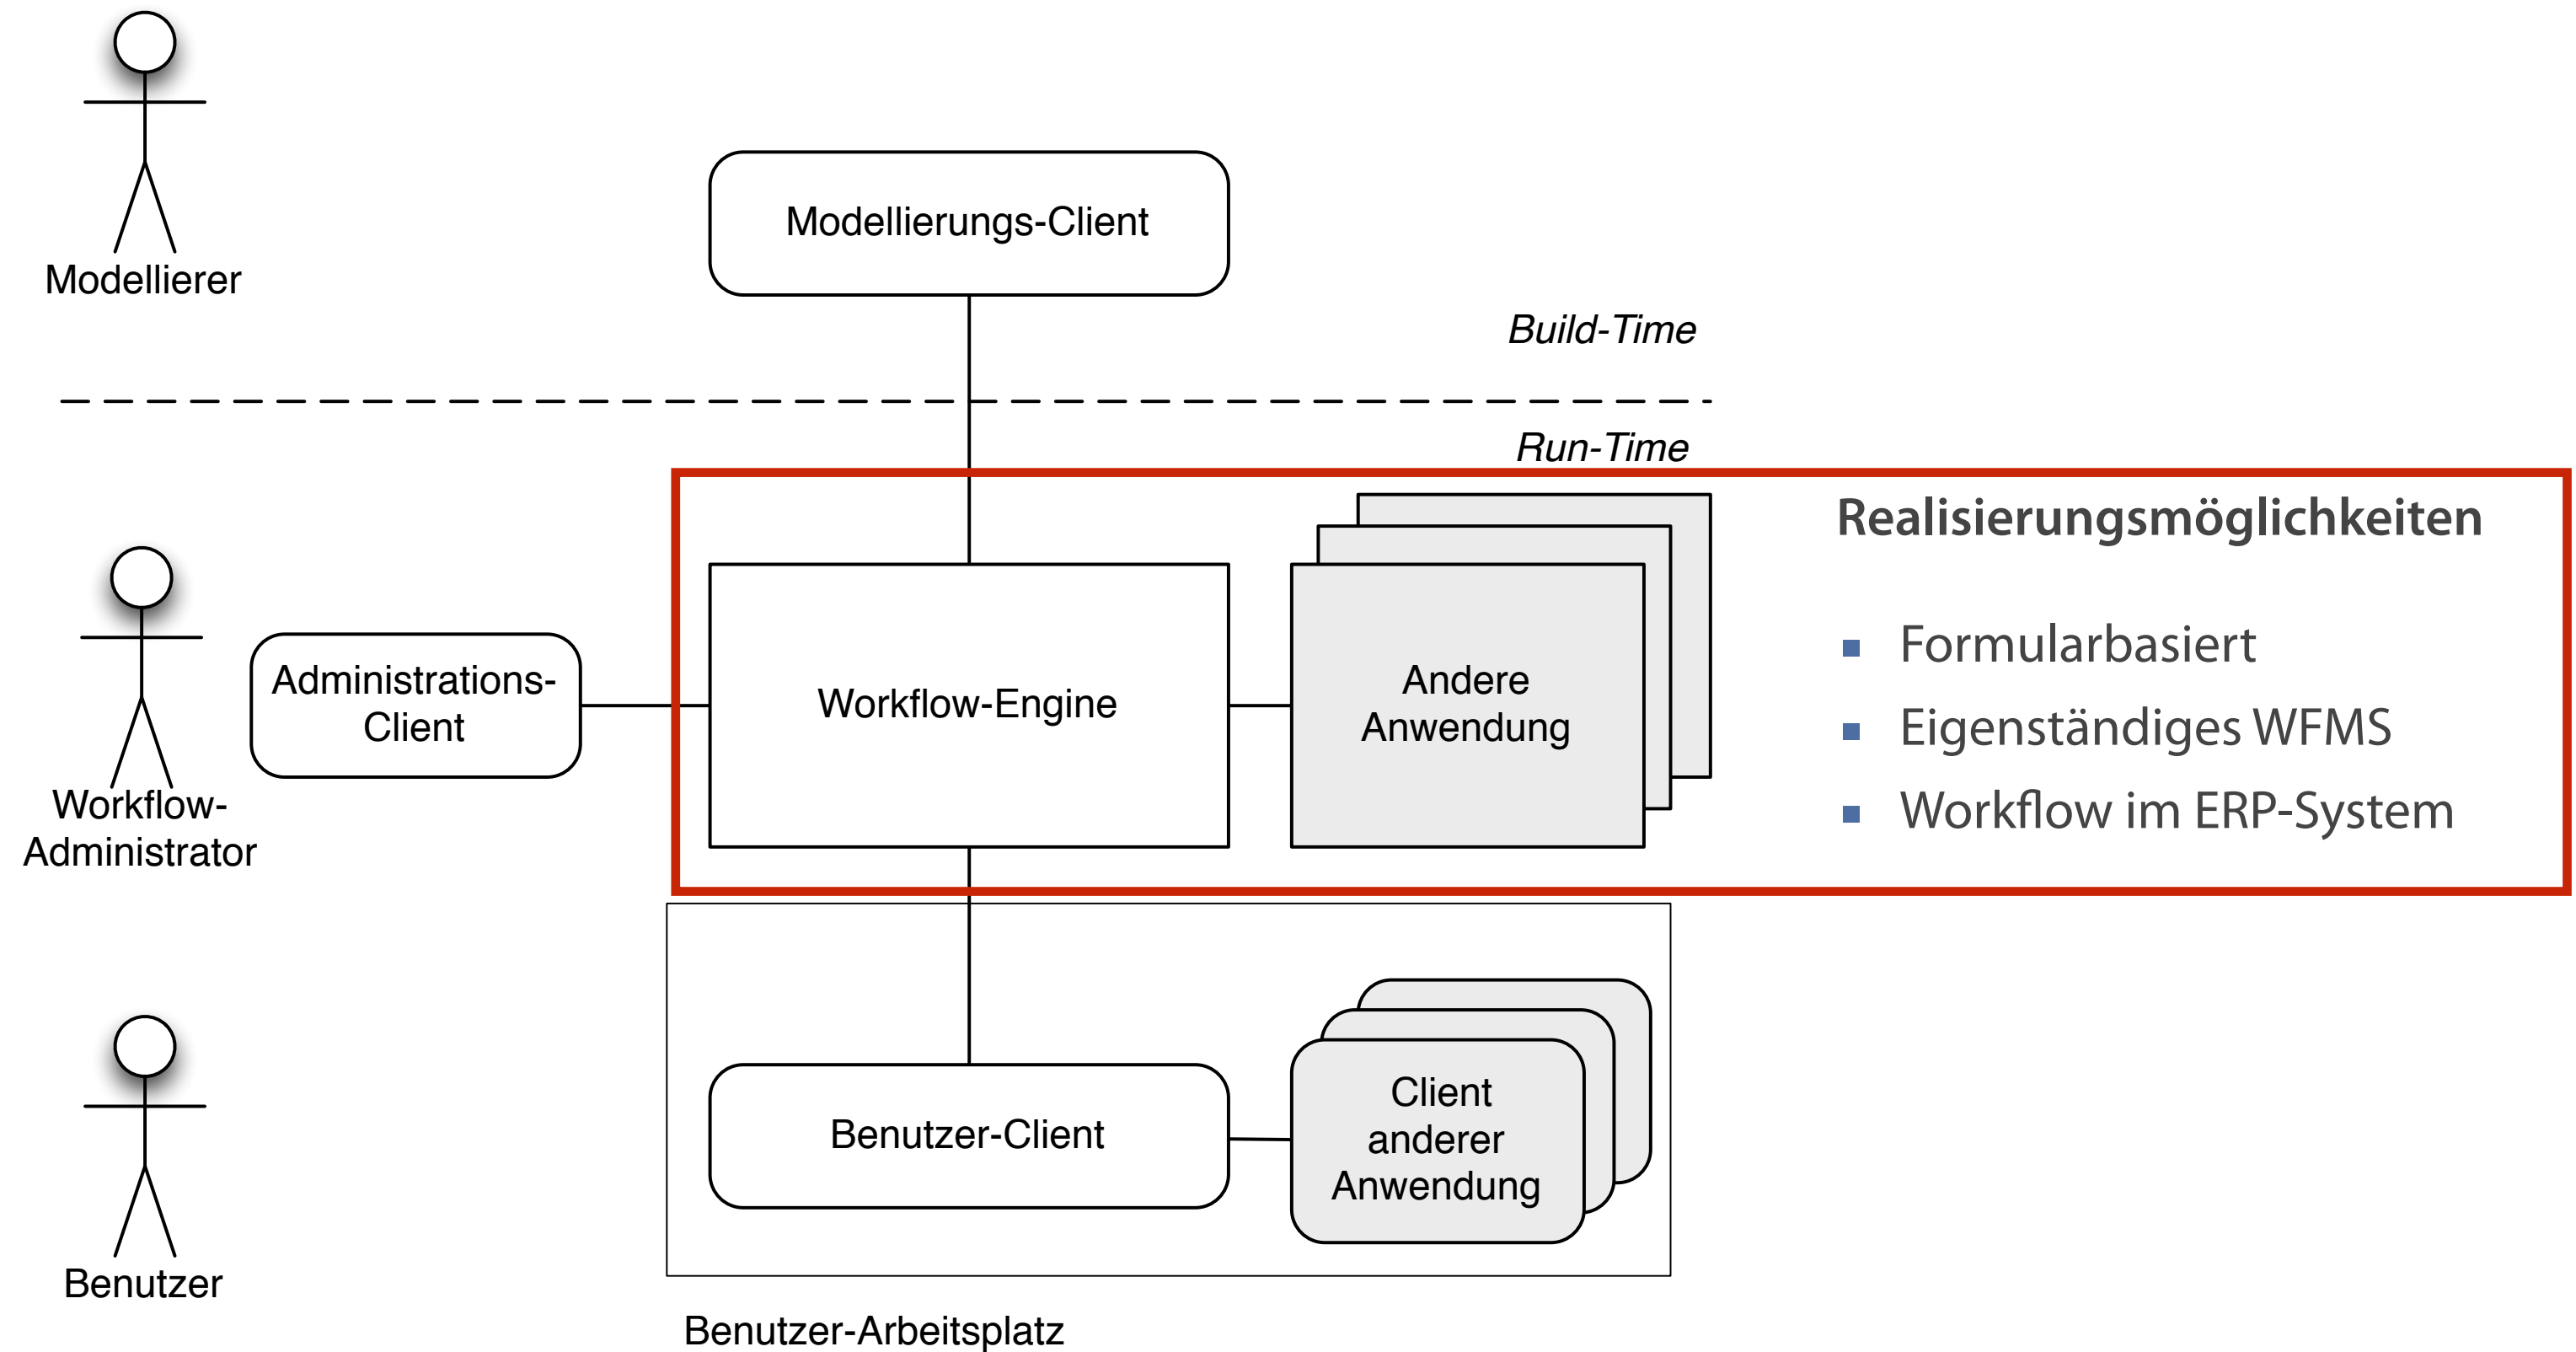 Modellierer
Modellierungs-Client
Build-Time
Run-Time
Workflow-
Administrator
Administrations-
Client
Workflow-Engine
Andere
Anwendung
Realisierungsmöglichkeiten
▪ Formularbasiert
▪ Eigenständiges WFMS
▪ Workflow im ERP-System
Benutzer
Benutzer-Client
Client
anderer
Anwendung
Benutzer-Arbeitsplatz